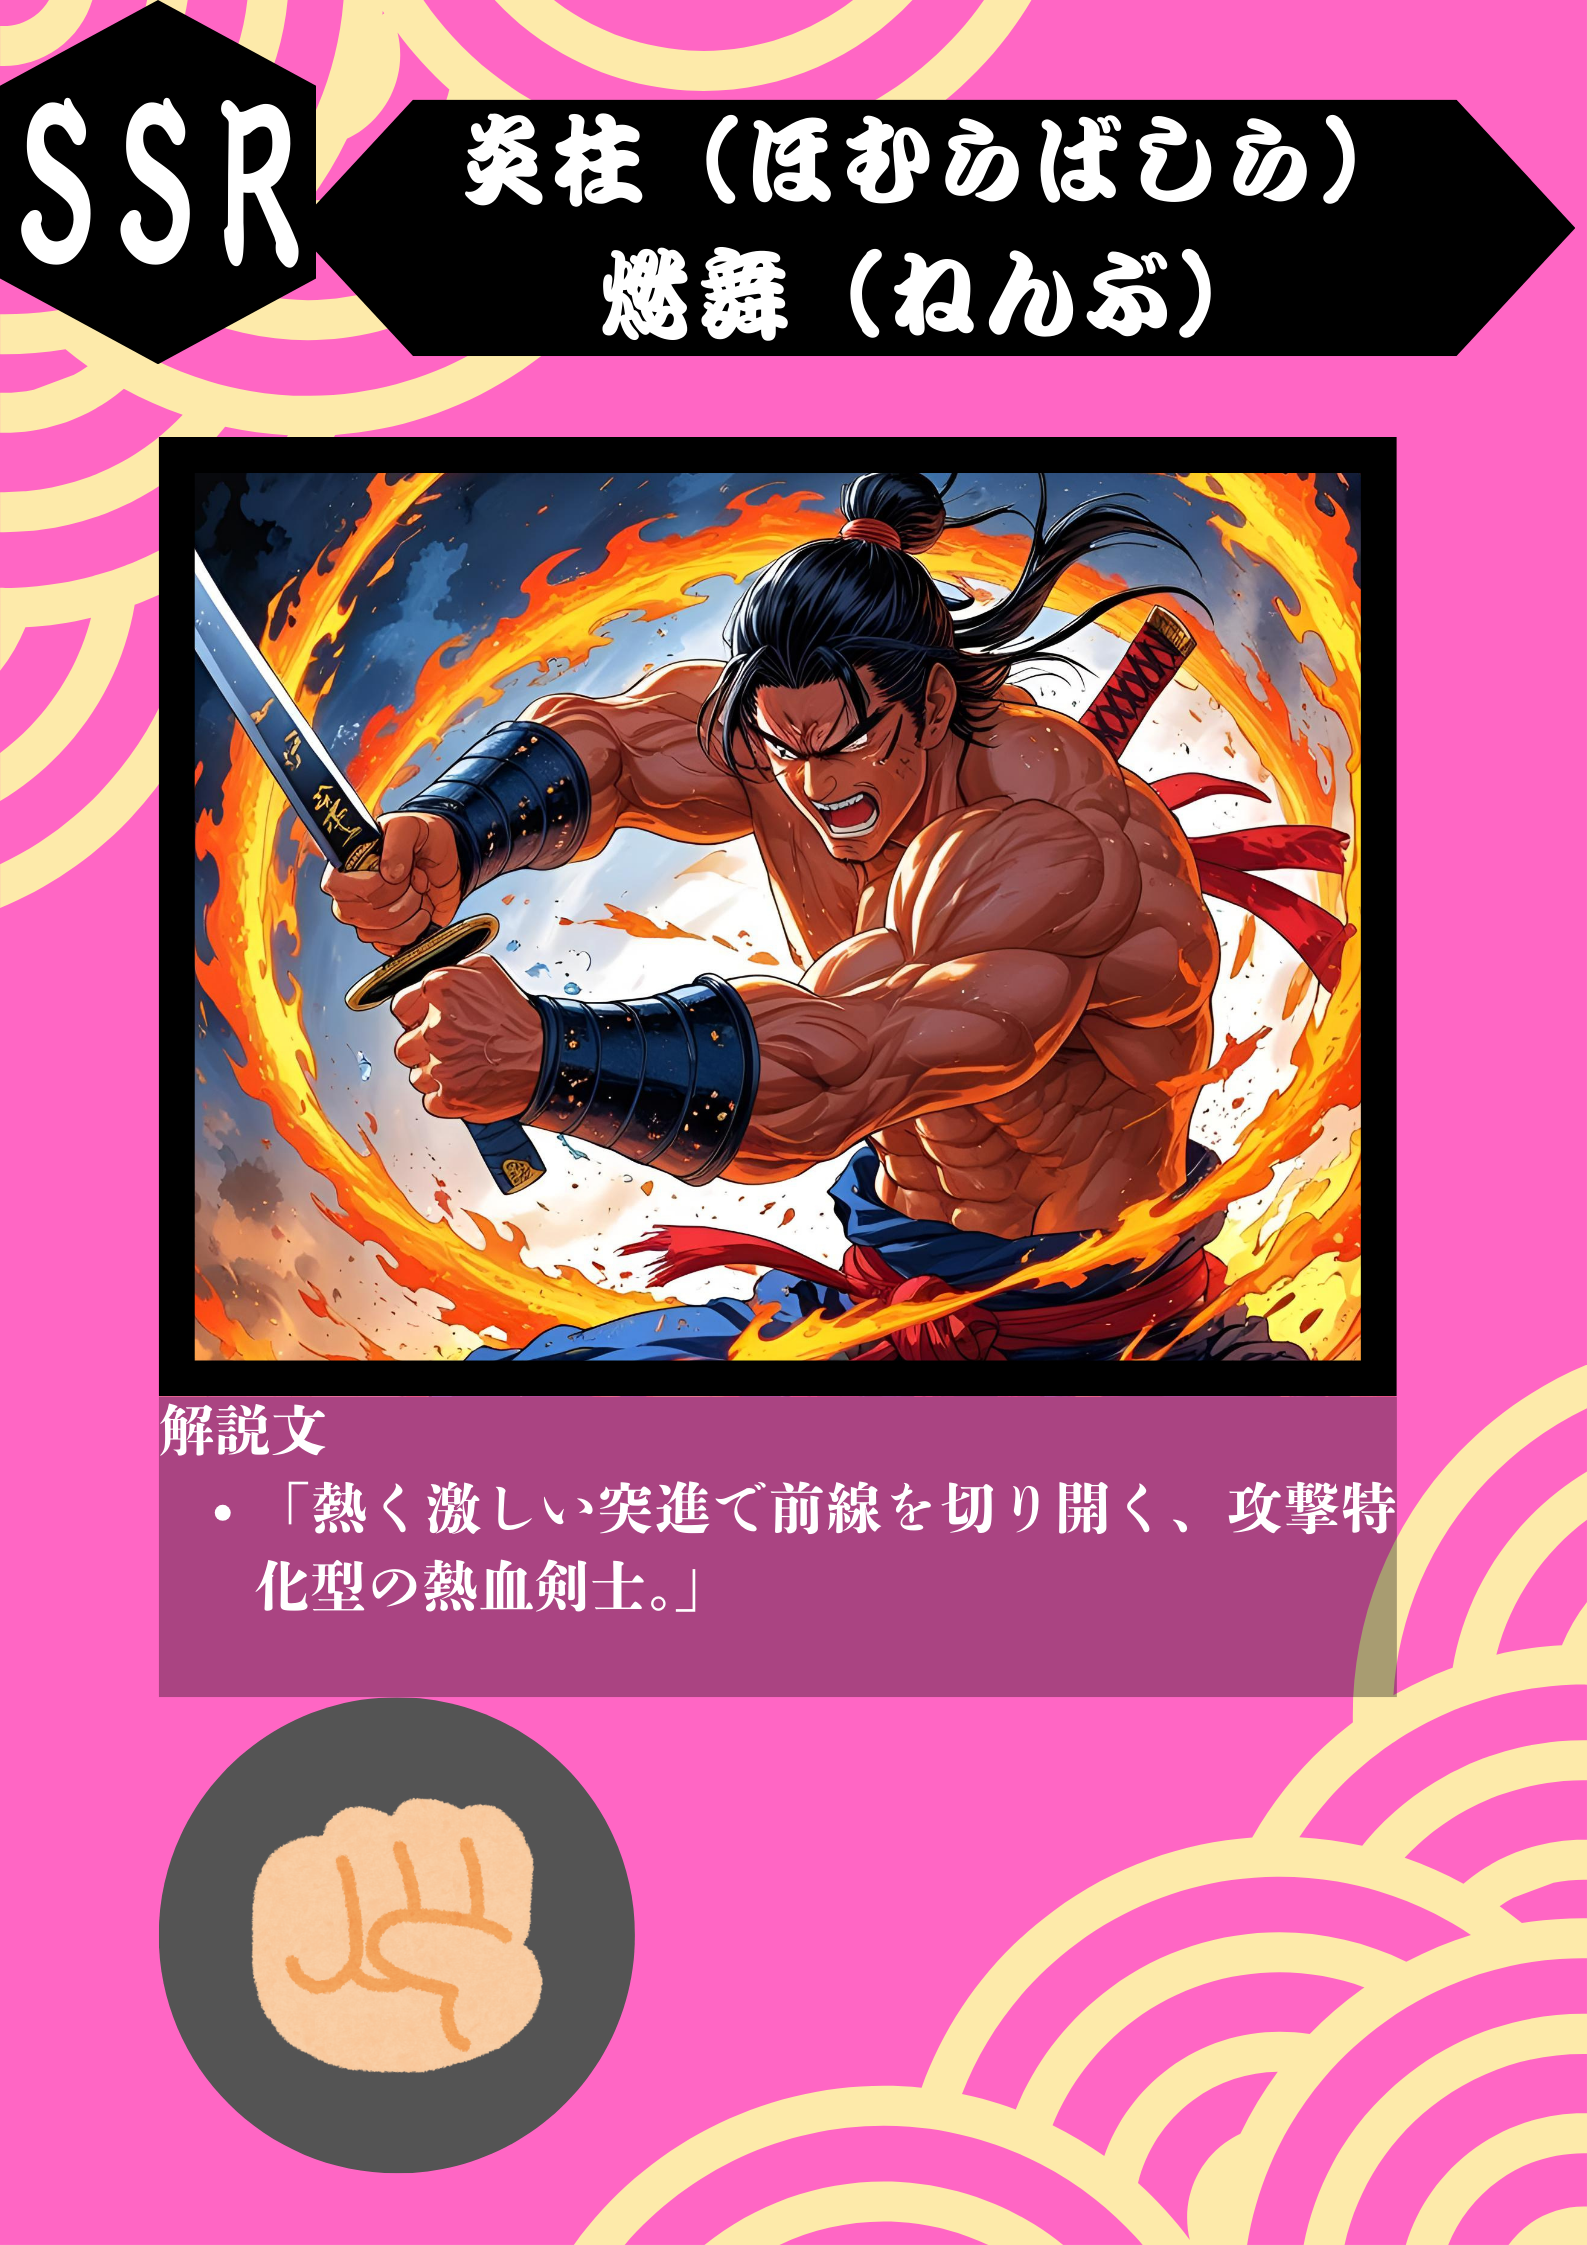 SSR
炎柱（ほむらばしら）
燃舞（ねんぶ）
解説文
• 「熱く激しい突進で前線を切り開く、攻撃特
化型の熱血剣士。」